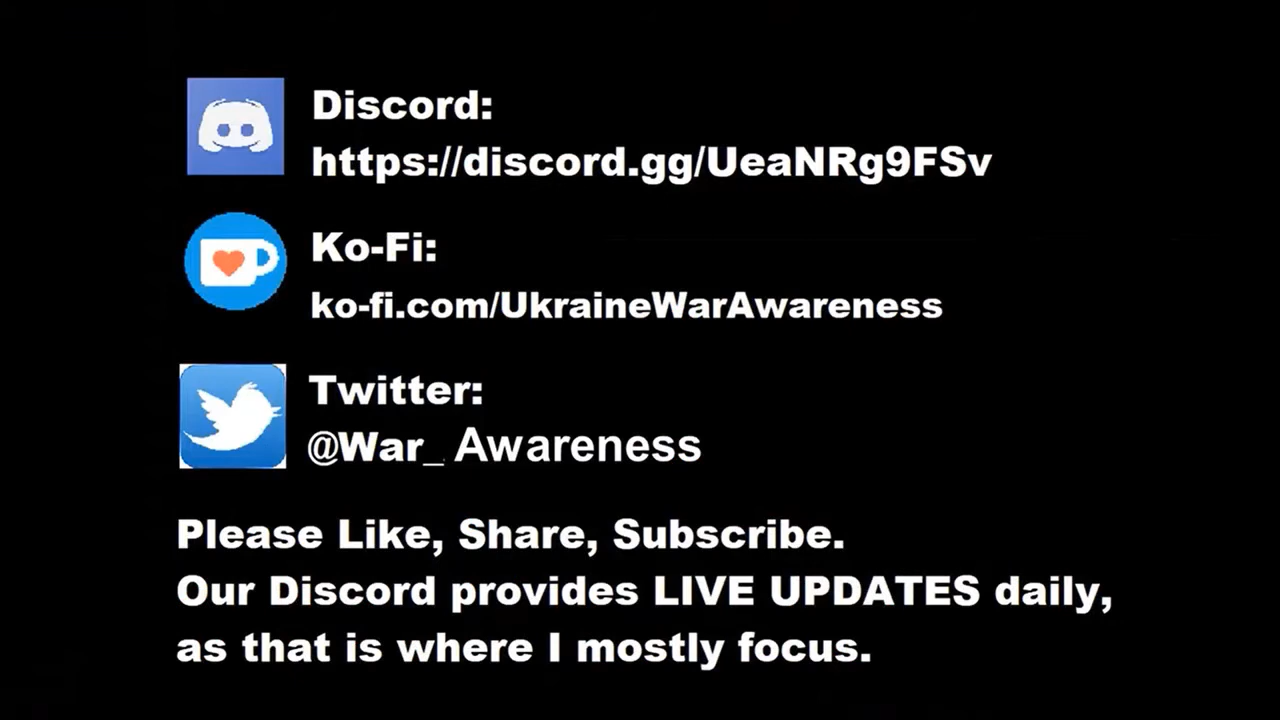 Discord:
https://discord.gg/UeaNRg9FSv
Ko-Fi:
ko-fi.com/UkraineWarAwareness
Twitter:
@War_ Awareness
Please Like, Share, Subscribe.
Our Discord provides LIVE UPDATES daily,
as that is where I mostly focus.